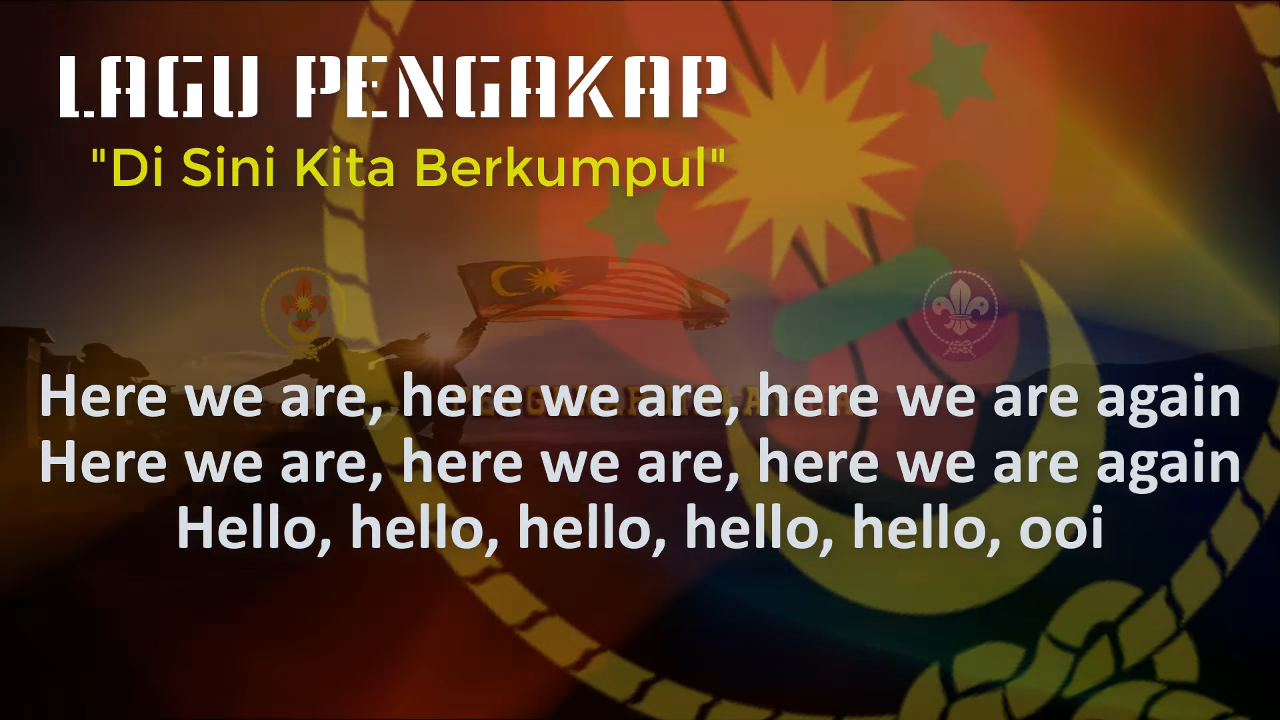 LAGU PENGAKAP
"Di Sini Kita Berkumpul"
Here we are, here we are, here we are again
Here we are, here we are, here we are again
Hello, hello, hello, hello, hello, ooi